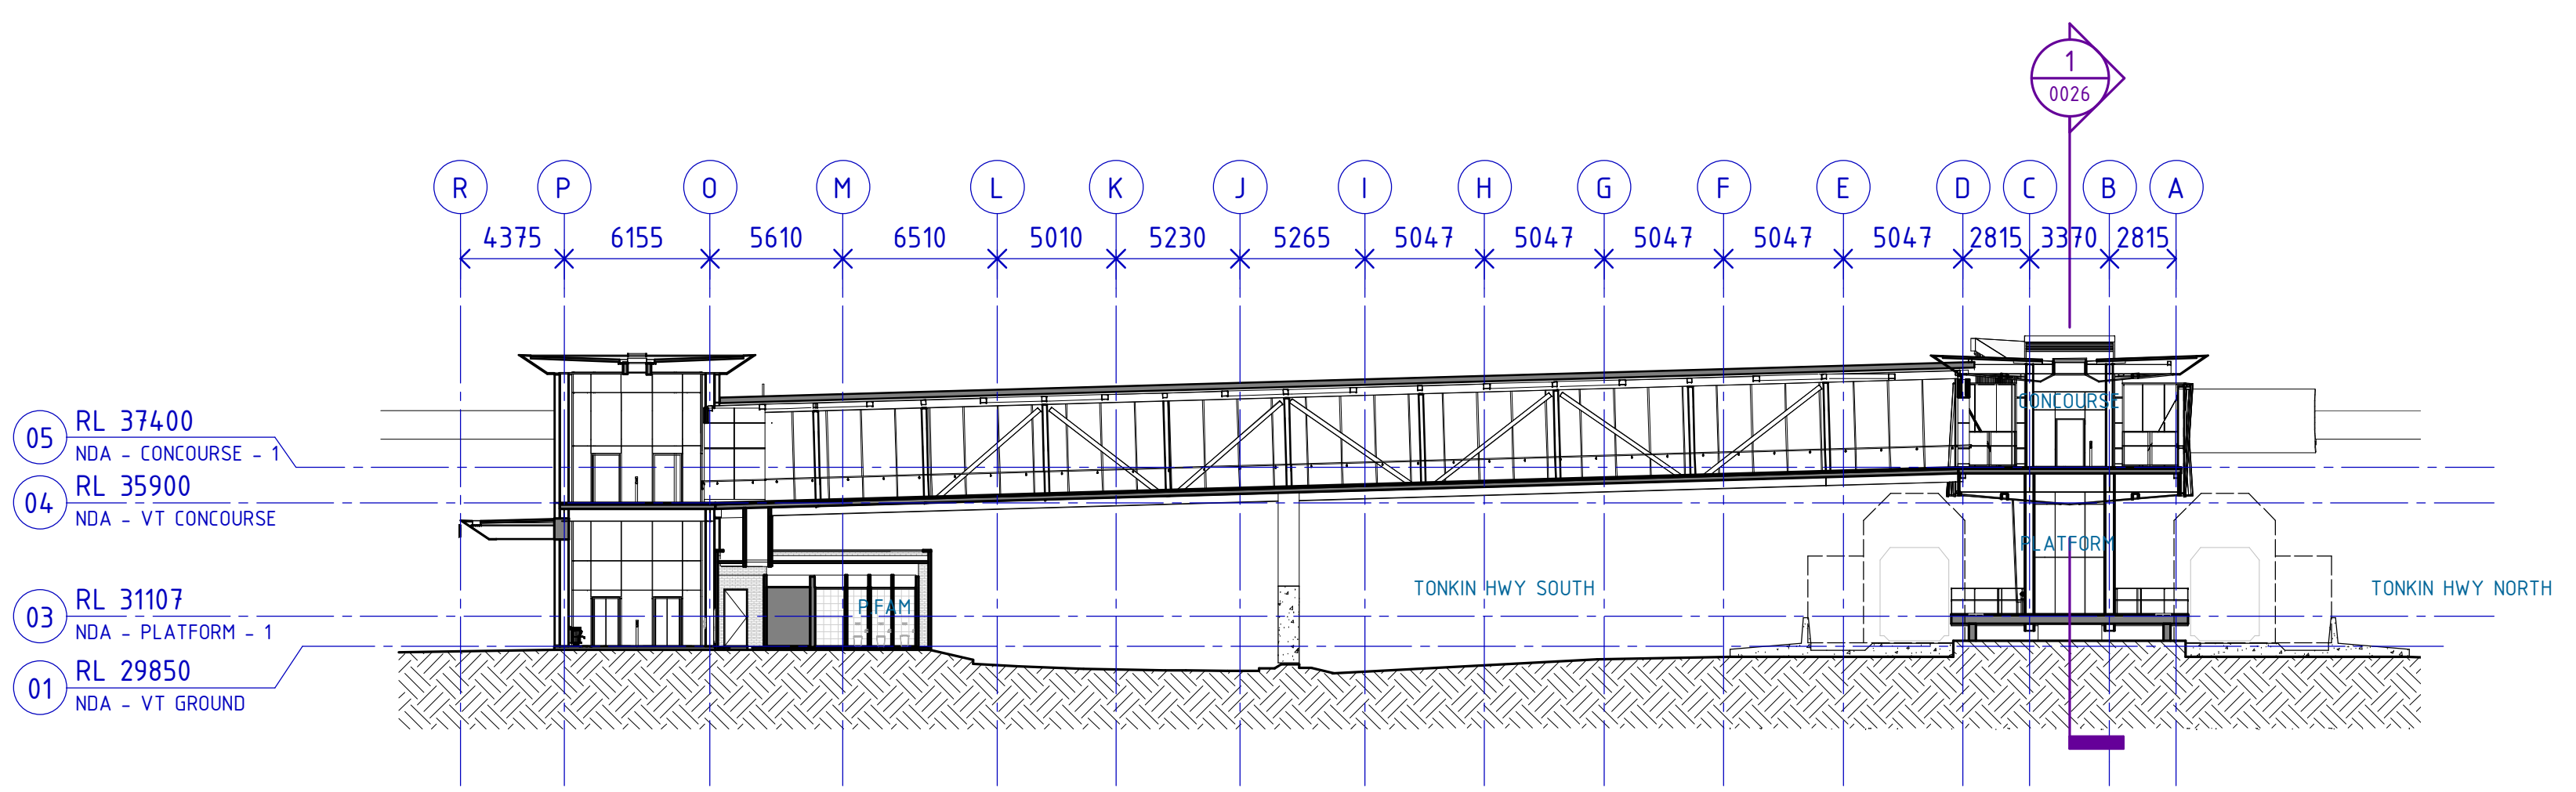 1
0026
R P O M L K J I H G F E D C B A
4375 6155 5610 6510 5010 5230 5265 5047 5047 5047 5047 5047 2815 3370 2815
CONCOURSE
05 RL 37400
NDA - CONCOURSE - 1
04 RL 35900
NDA - VT CONCOURSE
PLATFORM
TONKIN HWY SOUTH
TONKIN HWY NORTH
03 RL 31107
NDA - PLATFORM - 1
01 RL 29850
NDA - VT GROUND